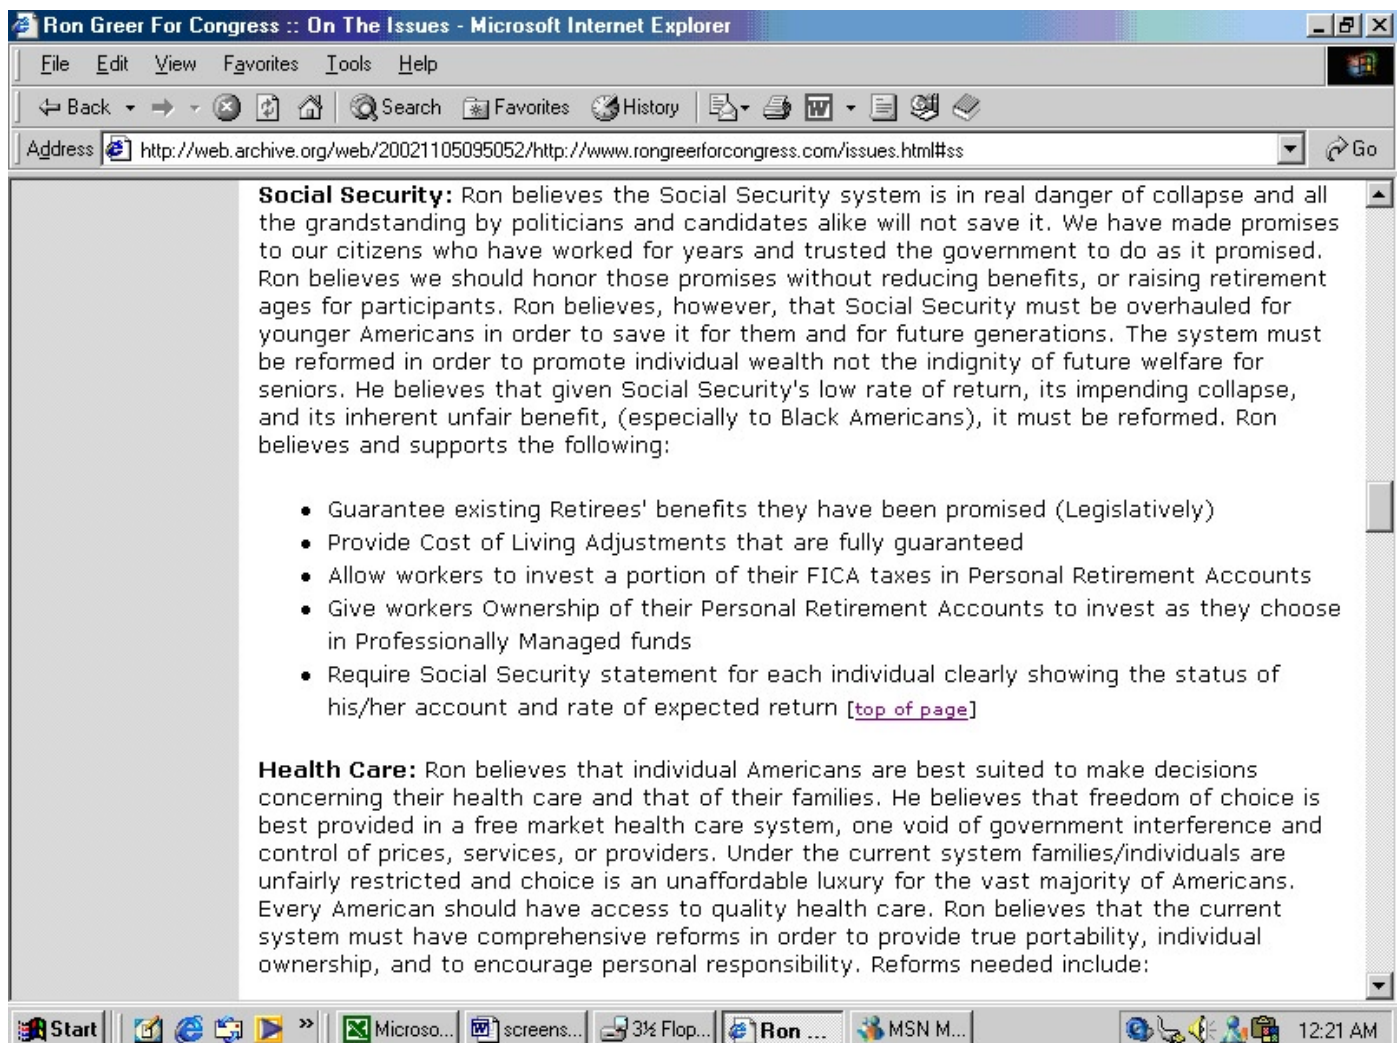 Ron Greer For Congress :: On The Issues - Microsoft Internet Explorer
File Edit View Favorites Tools Help
Back Search Favorites History
Address http://web.archive.org/web/20021105095052/http://www.rongreerforcongress.com/issues.html#ss Go
Social Security: Ron believes the Social Security system is in real danger of collapse and all
the grandstanding by politicians and candidates alike will not save it. We have made promises
to our citizens who have worked for years and trusted the government to do as it promised.
Ron believes we should honor those promises without reducing benefits, or raising retirement
ages for participants. Ron believes, however, that Social Security must be overhauled for
younger Americans in order to save it for them and for future generations. The system must
be reformed in order to promote individual wealth not the indignity of future welfare for
seniors. He believes that given Social Security's low rate of return, its impending collapse,
and its inherent unfair benefit, (especially to Black Americans), it must be reformed. Ron
believes and supports the following:
• Guarantee existing Retirees' benefits they have been promised (Legislatively)
• Provide Cost of Living Adjustments that are fully guaranteed
• Allow workers to invest a portion of their FICA taxes in Personal Retirement Accounts
• Give workers Ownership of their Personal Retirement Accounts to invest as they choose
in Professionally Managed funds
• Require Social Security statement for each individual clearly showing the status of
his/her account and rate of expected return [top of page]
Health Care: Ron believes that individual Americans are best suited to make decisions
concerning their health care and that of their families. He believes that freedom of choice is
best provided in a free market health care system, one void of government interference and
control of prices, services, or providers. Under the current system families/individuals are
unfairly restricted and choice is an unaffordable luxury for the vast majority of Americans.
Every American should have access to quality health care. Ron believes that the current
system must have comprehensive reforms in order to provide true portability, individual
ownership, and to encourage personal responsibility. Reforms needed include:
Start » Microso... screens... 3½ Flop... Ron ... MSN M... 12:21 AM